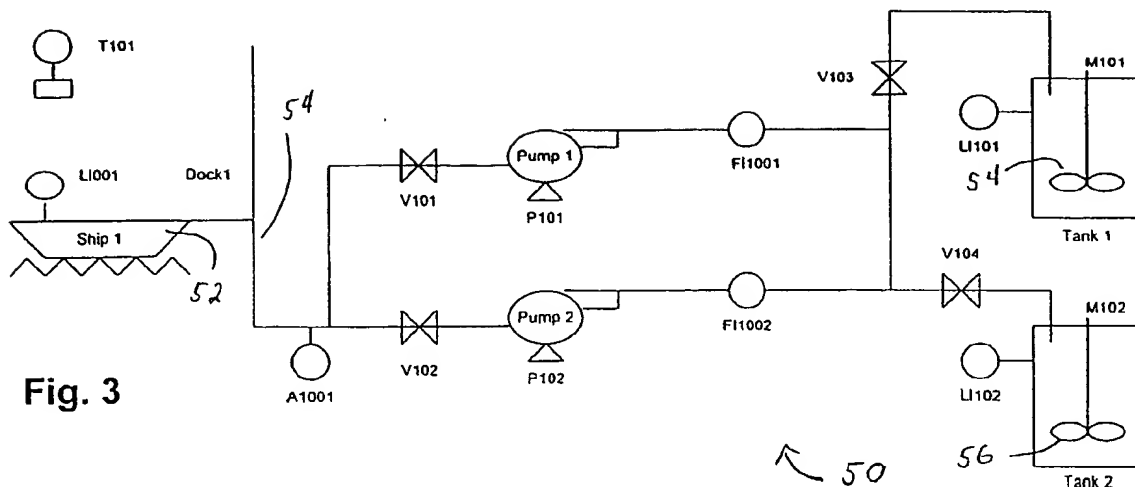 T101
54
V103
M101
LI101
54
Tank 1
LI001
Dock1
Ship 1
52
V101
Pump 1
P101
FI1001
V104
A1001
V102
Pump 2
P102
FI1002
M102
LI102
56
Tank 2
Fig. 3
50